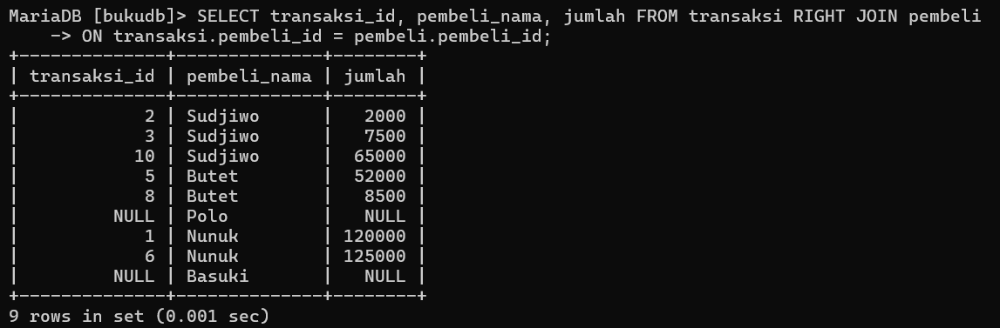 MariaDB [bukudb]> SELECT transaksi_id, pembeli_nama, jumlah FROM transaksi RIGHT JOIN pembeli
    -> ON transaksi.pembeli_id = pembeli.pembeli_id;
+--------------+--------------+--------+
| transaksi_id | pembeli_nama | jumlah |
+--------------+--------------+--------+
|            2 | Sudjiwo      |   2000 |
|            3 | Sudjiwo      |   7500 |
|           10 | Sudjiwo      |  65000 |
|            5 | Butet        |  52000 |
|            8 | Butet        |   8500 |
|         NULL | Polo         |   NULL |
|            1 | Nunuk        | 120000 |
|            6 | Nunuk        | 125000 |
|         NULL | Basuki       |   NULL |
+--------------+--------------+--------+
9 rows in set (0.001 sec)